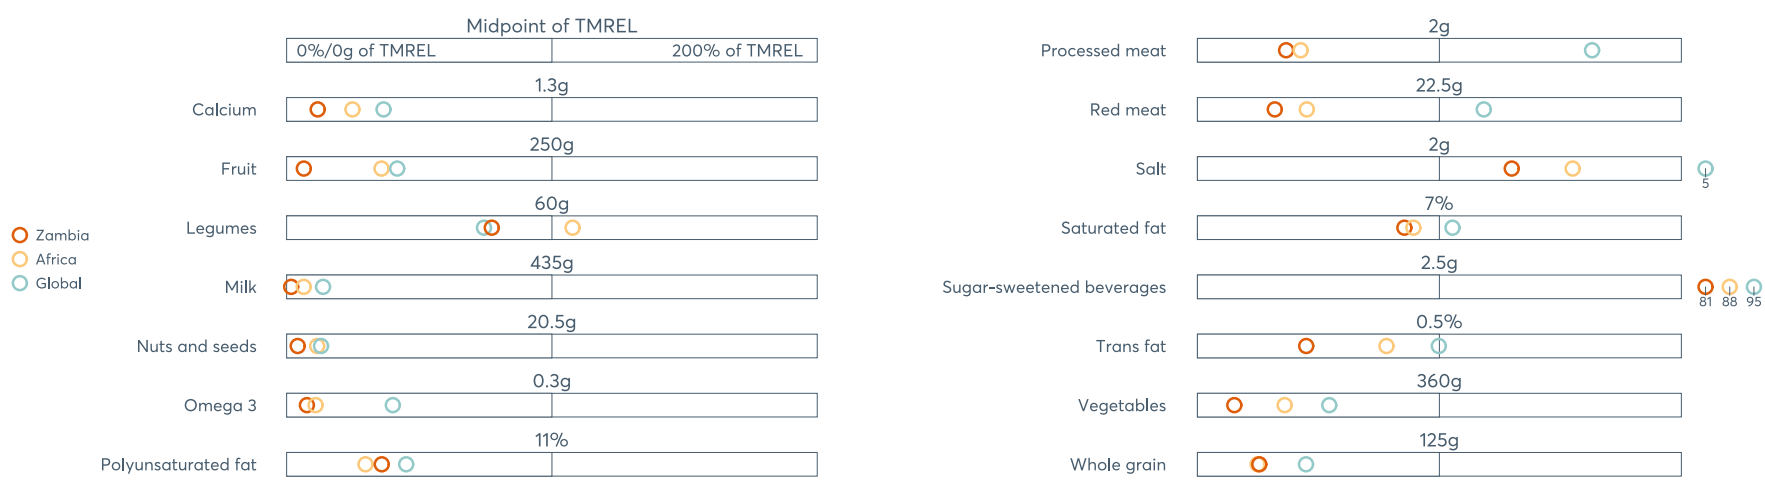 Midpoint of TMREL
0%/0g of TMREL 200% of TMREL
1.3g
Calcium
250g
Fruit
60g
Legumes
435g
Milk
20.5g
Nuts and seeds
0.3g
Omega 3
11%
Polyunsaturated fat
Zambia
Africa
Global
2g
Processed meat
22.5g
Red meat
2g
Salt
5
7%
Saturated fat
2.5g
Sugar-sweetened beverages
81 88 95
0.5%
Trans fat
360g
Vegetables
125g
Whole grain